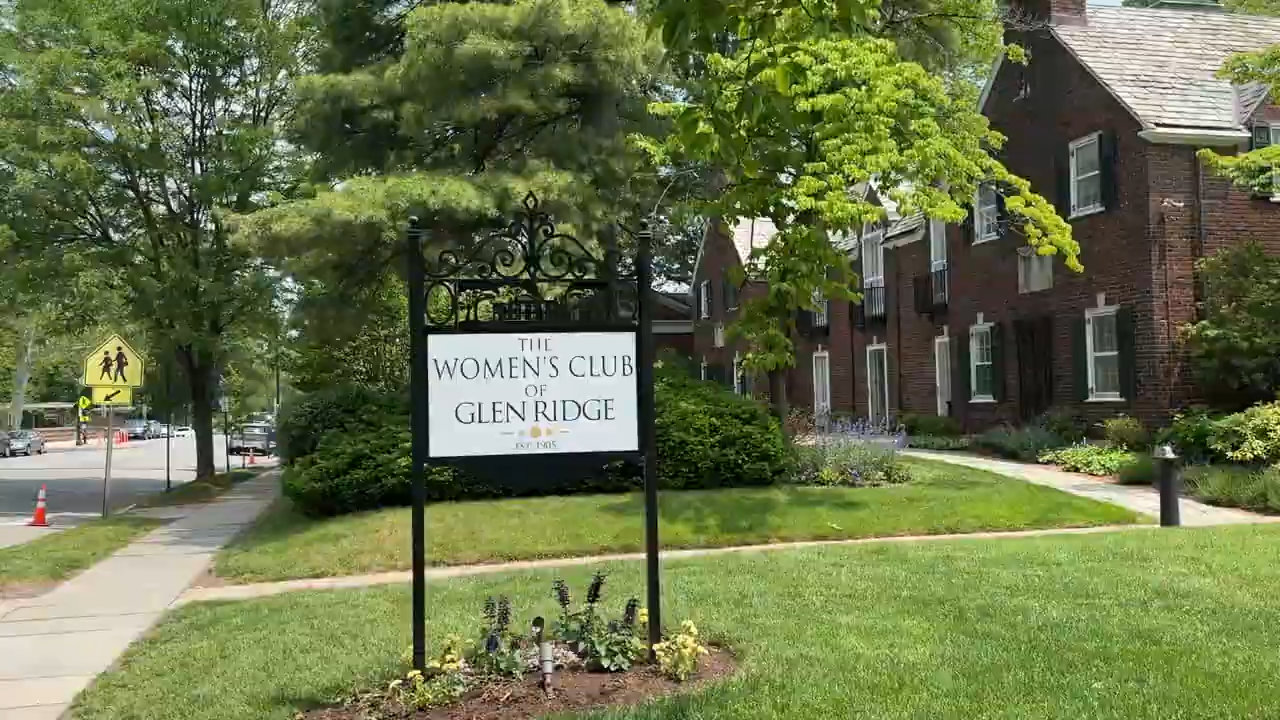 THE
WOMEN'S CLUB
OF
GLEN RIDGE
EST. 1905